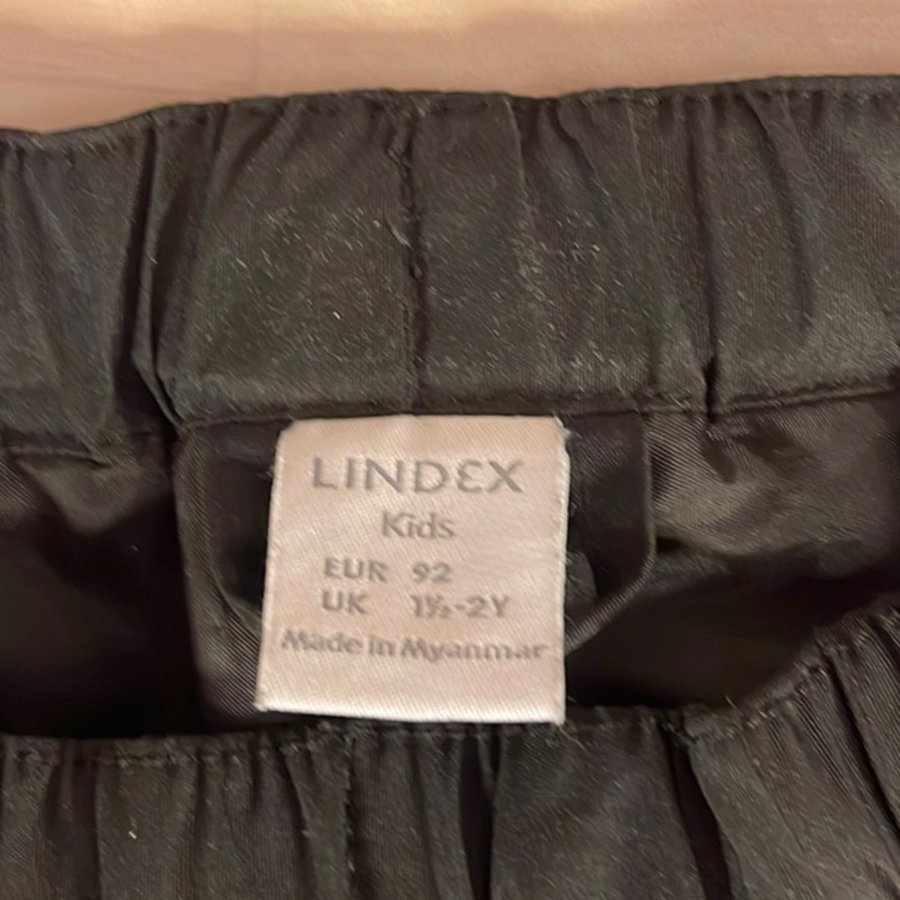 LINDEX
Kids
EUR 92
UK 1½-2Y
Made in Myanmar